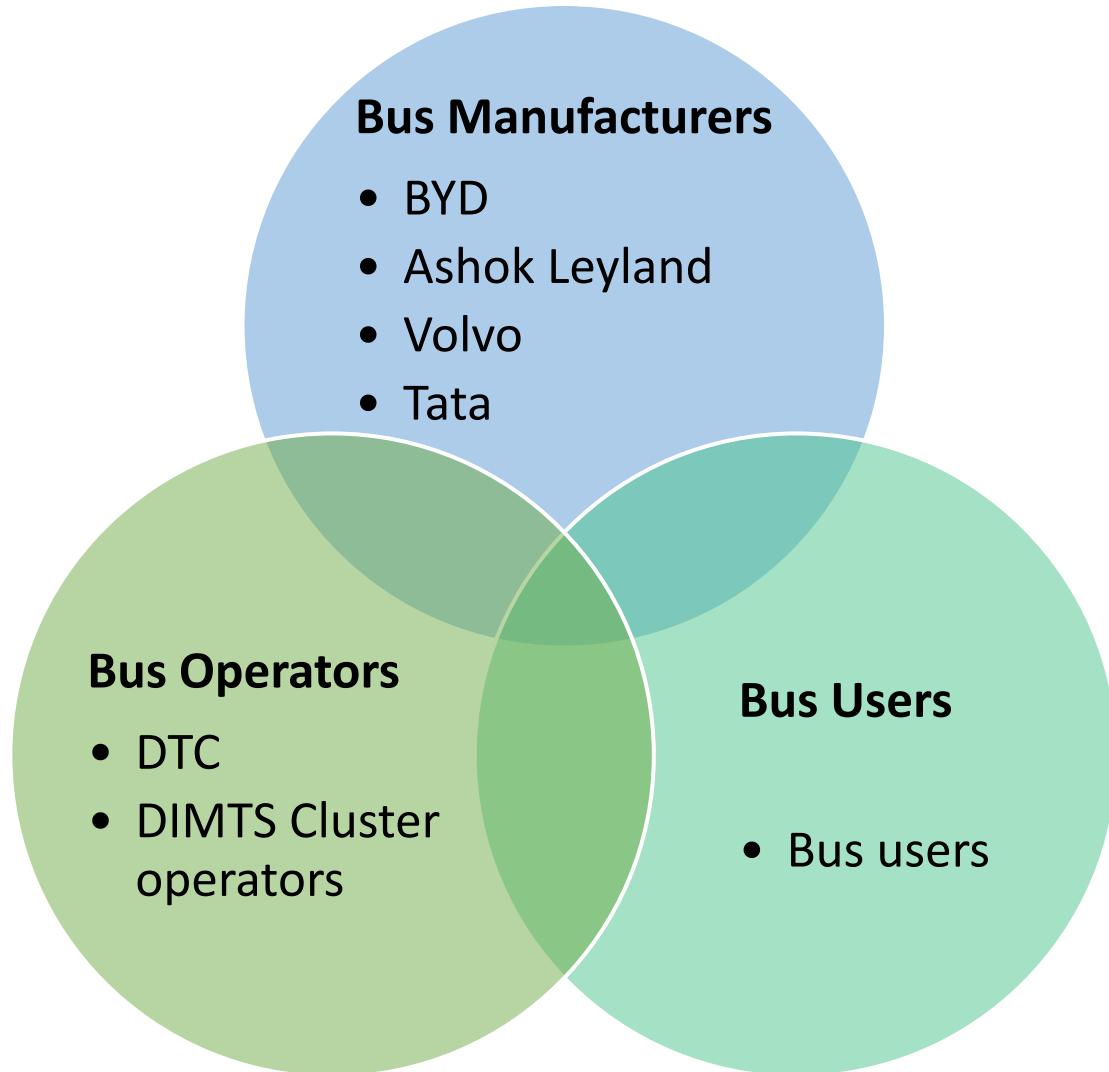 Bus Manufacturers
• BYD
• Ashok Leyland
• Volvo
• Tata
Bus Operators
• DTC
• DIMTS Cluster
operators
Bus Users
• Bus users